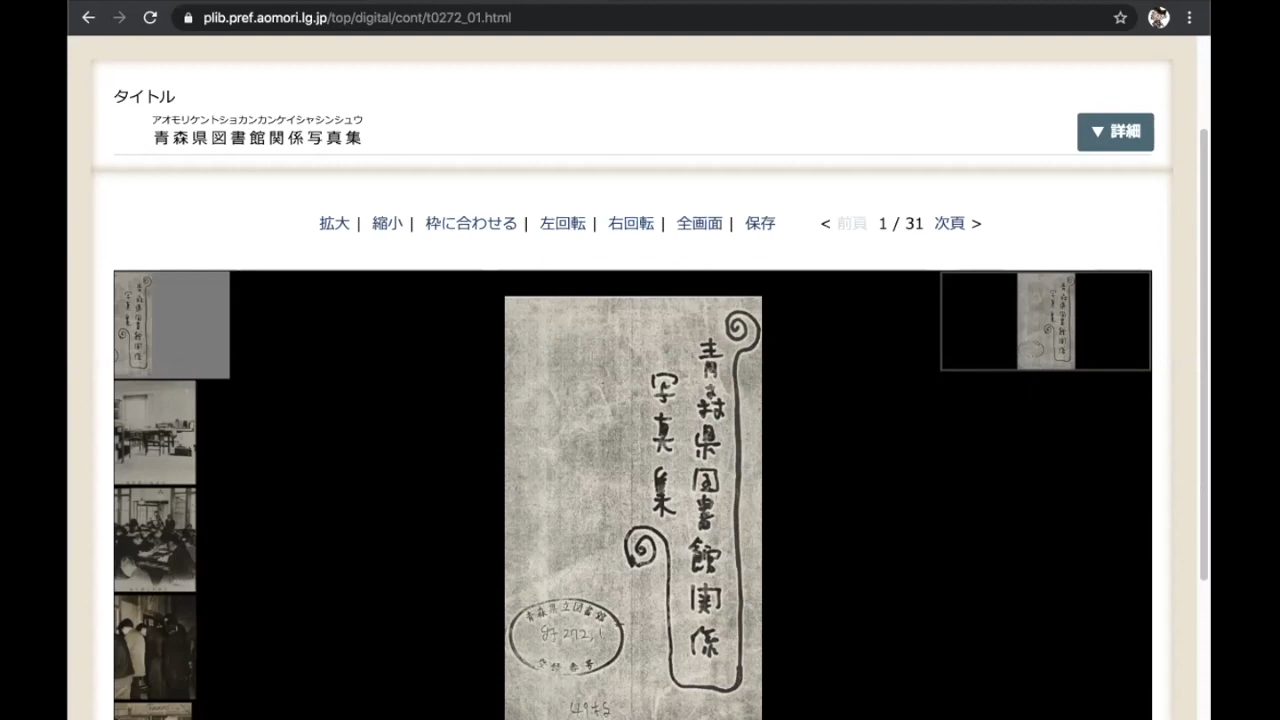 plib.pref.aomori.lg.jp/top/digital/cont/t0272_01.html
タイトル
アオモリケントショカンカンケイシャシンシュウ
青森県図書館関係写真集
▼ 詳細
拡大 | 縮小 | 枠に合わせる | 左回転 | 右回転 | 全画面 | 保存 < 前頁 1 / 31 次頁 >
青森県図書館関係
写真集
青森県立図書館